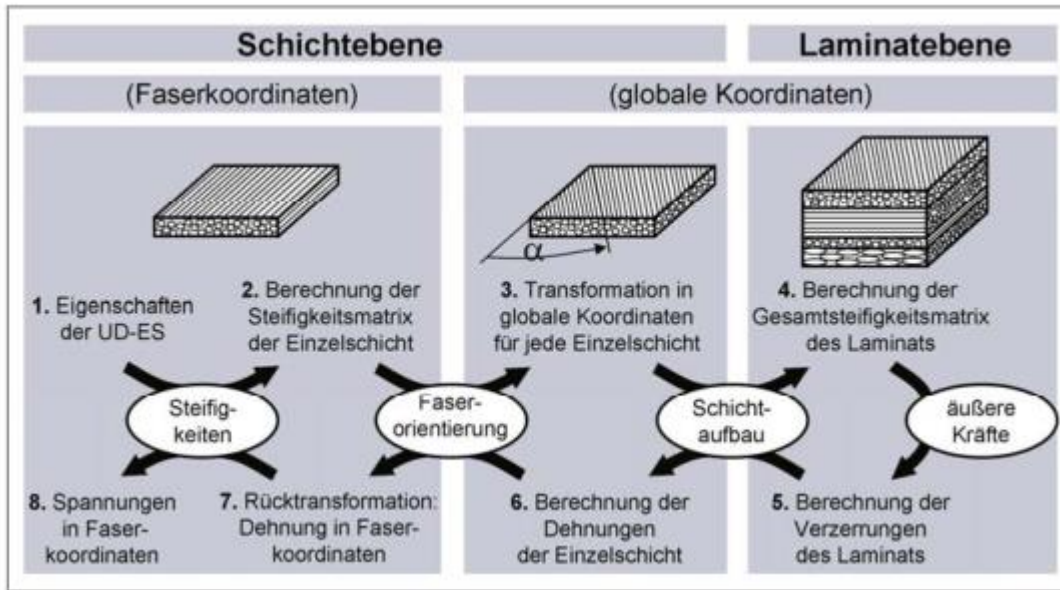 Schichtebene
Laminatebene
(Faserkoordinaten)
(globale Koordinaten)
α
1. Eigenschaften
der UD-ES
2. Berechnung der
Steifigkeitsmatrix
der Einzelschicht
3. Transformation in
globale Koordinaten
für jede Einzelschicht
4. Berechnung der
Gesamtsteifigkeitsmatrix
des Laminats
Steifig-
keiten
Faser-
orientierung
Schicht-
aufbau
äußere
Kräfte
8. Spannungen
in Faser-
koordinaten
7. Rücktransformation:
Dehnung in Faser-
koordinaten
6. Berechnung der
Dehnungen
der Einzelschicht
5. Berechnung der
Verzerrungen
des Laminats